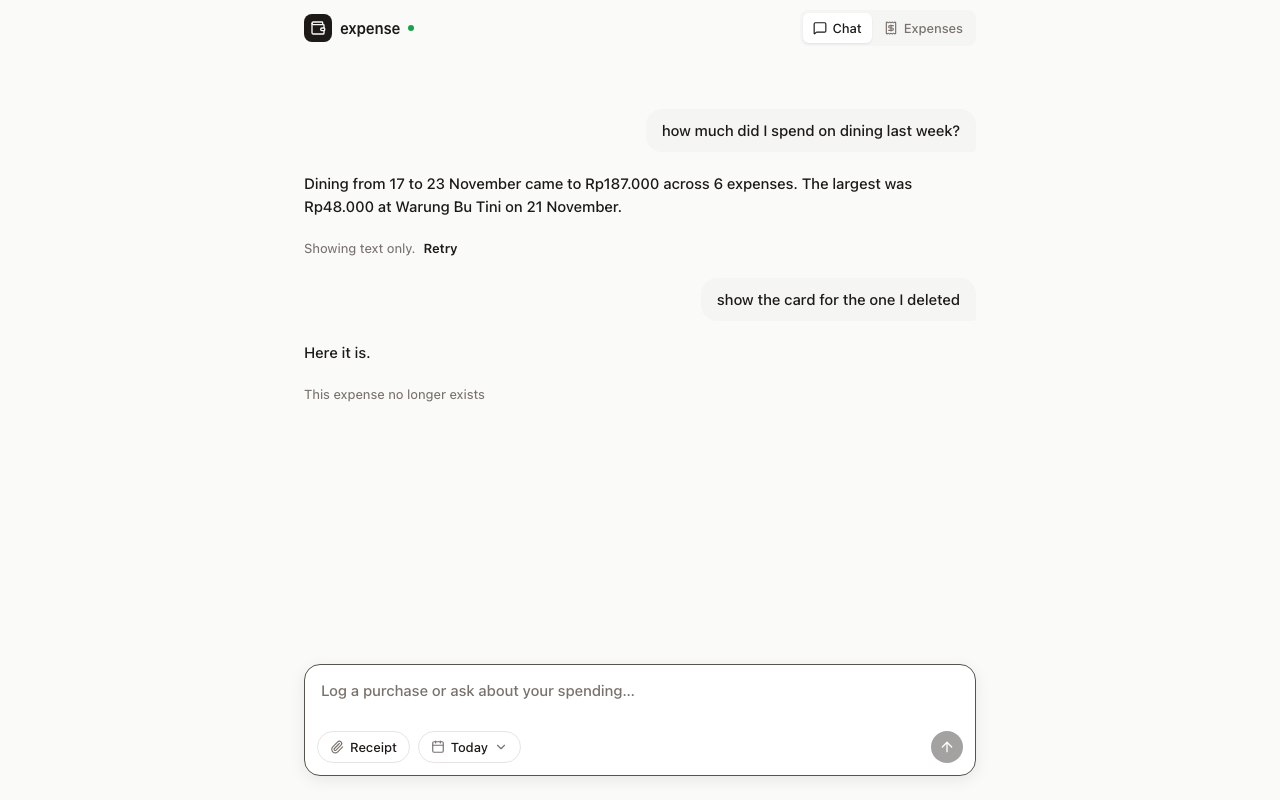 expense
Chat
Expenses
how much did I spend on dining last week?
Dining from 17 to 23 November came to Rp187.000 across 6 expenses. The largest was
Rp48.000 at Warung Bu Tini on 21 November.
Showing text only. Retry
show the card for the one I deleted
Here it is.
This expense no longer exists
Log a purchase or ask about your spending...
Receipt
Today